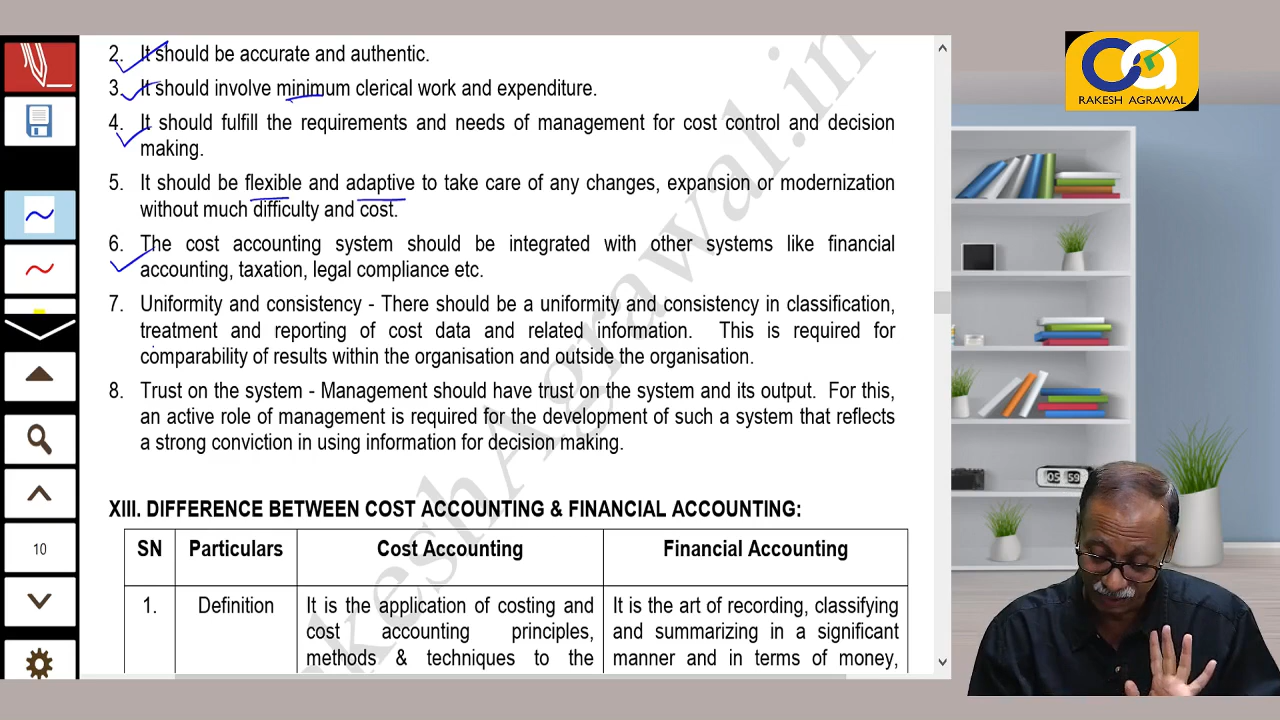 2. It should be accurate and authentic.
3. It should involve minimum clerical work and expenditure.
4. It should fulfill the requirements and needs of management for cost control and decision
making.
5. It should be flexible and adaptive to take care of any changes, expansion or modernization
without much difficulty and cost.
6. The cost accounting system should be integrated with other systems like financial
accounting, taxation, legal compliance etc.
7. Uniformity and consistency - There should be a uniformity and consistency in classification,
treatment and reporting of cost data and related information. This is required for
comparability of results within the organisation and outside the organisation.
8. Trust on the system - Management should have trust on the system and its output. For this,
an active role of management is required for the development of such a system that reflects
a strong conviction in using information for decision making.
XIII. DIFFERENCE BETWEEN COST ACCOUNTING & FINANCIAL ACCOUNTING:
SN Particulars Cost Accounting Financial Accounting
1. Definition
It is the application of costing and
cost accounting principles,
methods & techniques to the
It is the art of recording, classifying
and summarizing in a significant
manner and in terms of money,
10
ca
RAKESH AGRAWAL
05 59
keshAgrawal.in